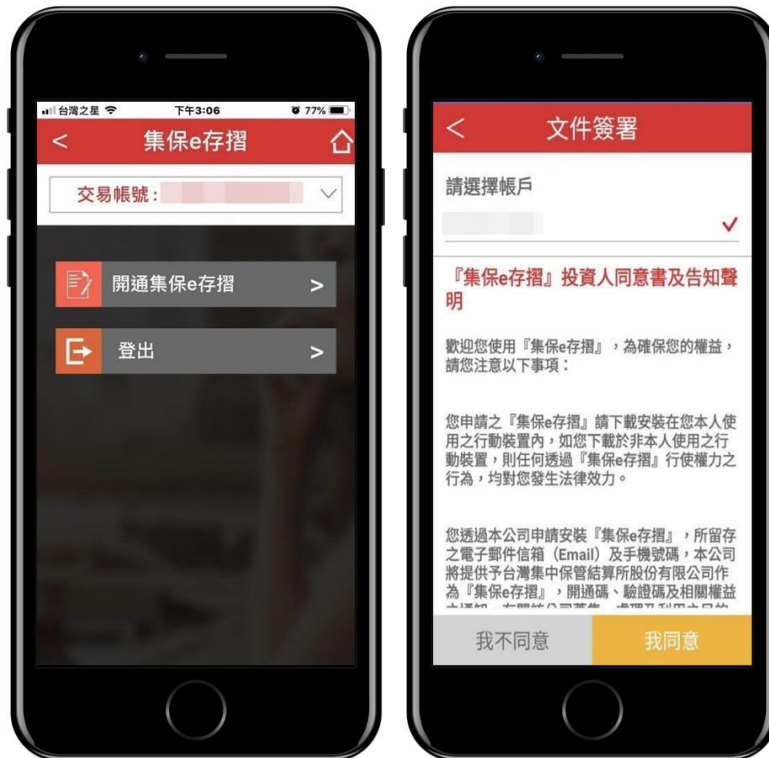 台灣之星
下午3:06
77%
集保e存摺
交易帳號：
開通集保e存摺
登出
文件簽署
請選擇帳戶
『集保e存摺』投資人同意書及告知聲
明
歡迎您使用『集保e存摺』，為確保您的權益，
請您注意以下事項：
您申請之『集保e存摺』請下載安裝在您本人使
用之行動裝置內，如您下載於非本人使用之行
動裝置，則任何透過『集保e存摺』行使權力之
行為，均對您發生法律效力。
您透過本公司申請安裝『集保e存摺』，所留存
之電子郵件信箱（Email）及手機號碼，本公司
將提供予台灣集中保管結算所股份有限公司作
為『集保e存摺』，開通碼、驗證碼及相關權益
我不同意
我同意